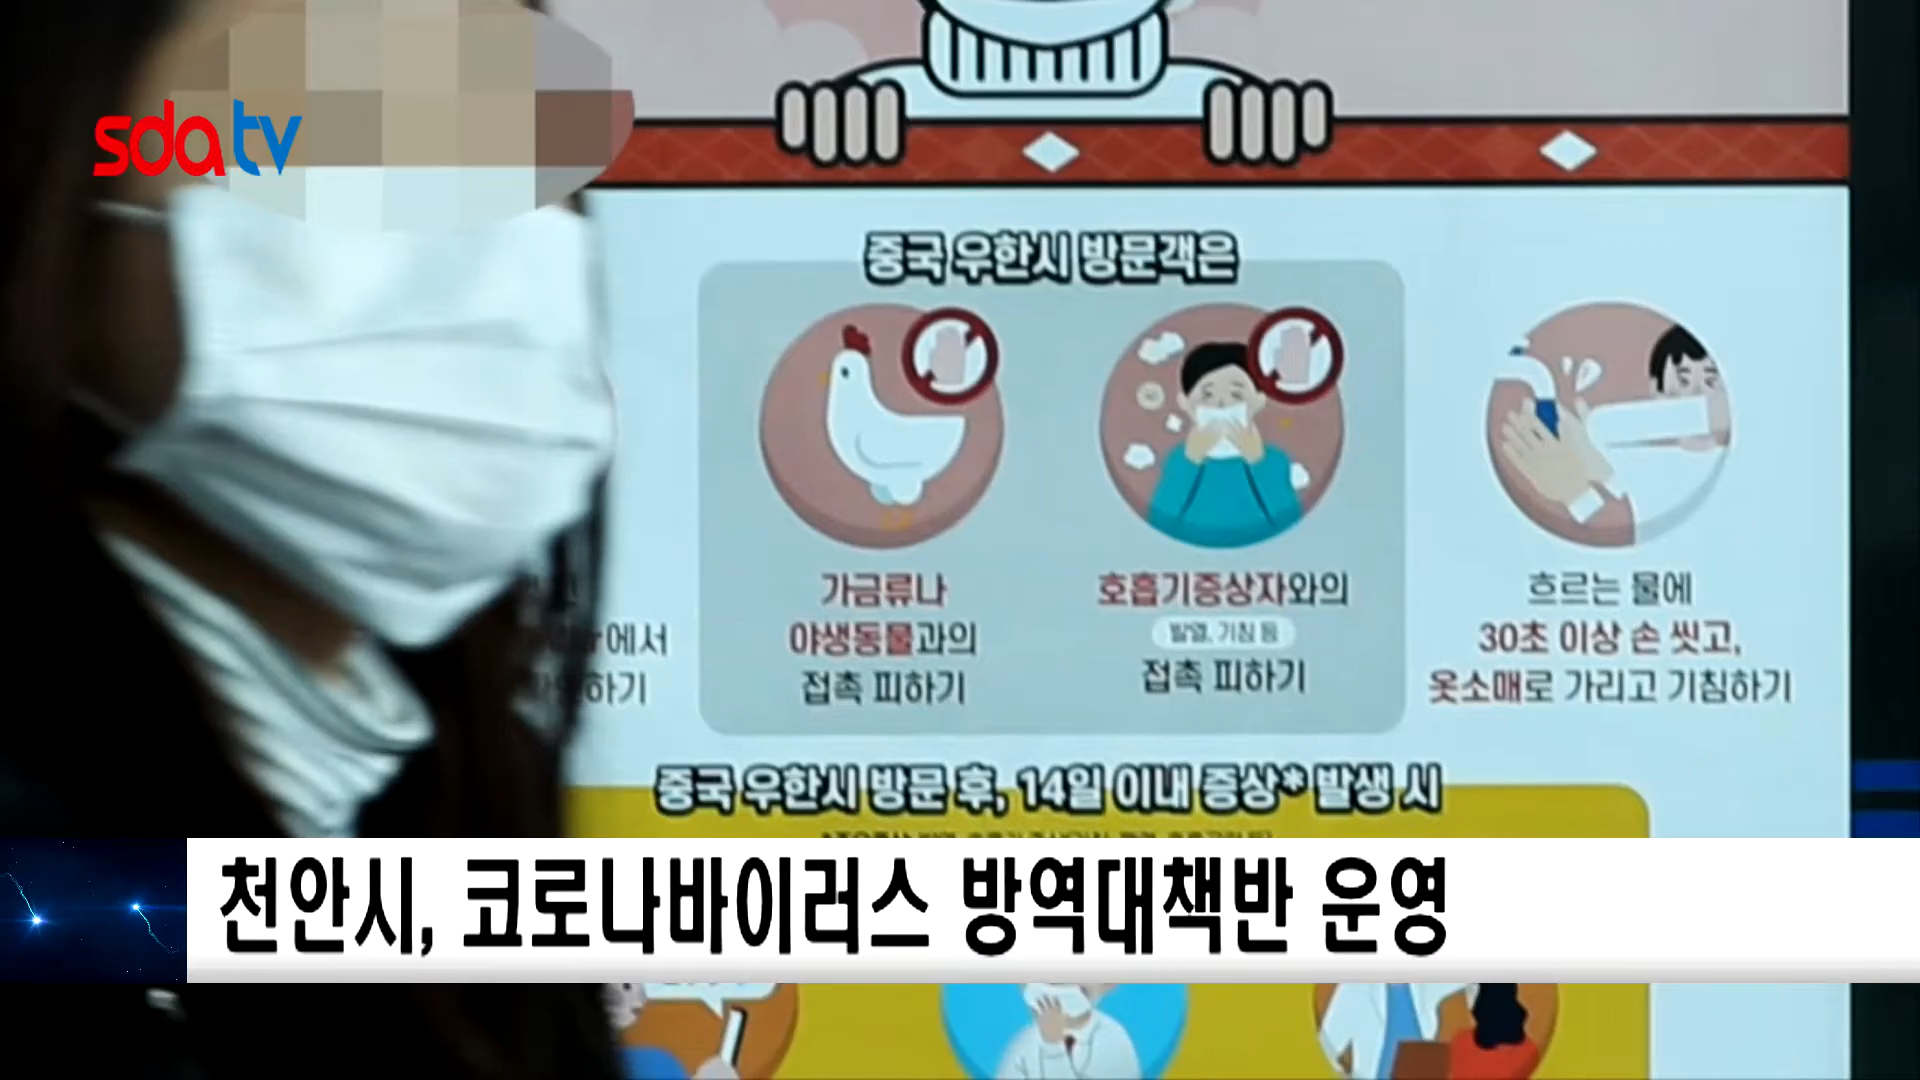 sda tv
중국 우한시 방문객은
가금류나
야생동물과의
접촉 피하기
호흡기증상자와의
발열, 기침 등
접촉 피하기
흐르는 물에
30초 이상 손 씻고,
옷소매로 가리고 기침하기
에서
하기
중국 우한시 방문 후, 14일 이내 증상* 발생 시
천안시, 코로나바이러스 방역대책반 운영